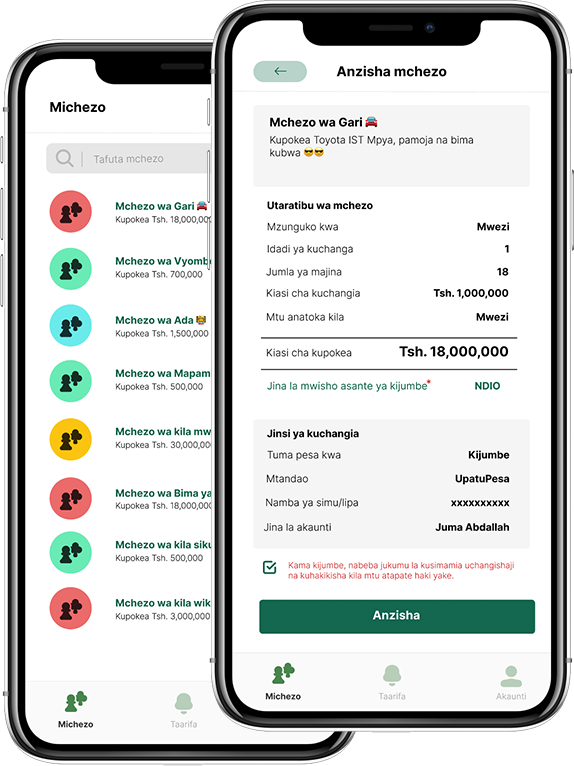 Michezo
Tafuta mchezo
Mchezo wa Gari 🚘
Kupokea Tsh. 18,000,00
Mchezo wa Vyomb
Kupokea Tsh. 700,000
Mchezo wa Ada
Kupokea Tsh. 1,500,000
Mchezo wa Mapam
Kupokea Tsh. 500,000
Mchezo wa kila mw
Kupokea Tsh. 30,000,00
Mchezo wa Bima ya
Kupokea Tsh. 18,000,00
Mchezo wa kila siku
Kupokea Tsh. 500,000
Mchezo wa kila wik
Kupokea Tsh. 3,000,000
Michezo Taarifa
Anzisha mchezo
Mchezo wa Gari 🚘
Kupokea Toyota IST Mpya, pamoja na bima
kubwa 😎😎
Utaratibu wa mchezo
Mzunguko kwa Mwezi
Idadi ya kuchanga 1
Jumla ya majina 18
Kiasi cha kuchangia Tsh. 1,000,000
Mtu anatoka kila Mwezi
Kiasi cha kupokea Tsh. 18,000,000
Jina la mwisho asante ya kijumbe* NDIO
Jinsi ya kuchangia
Tuma pesa kwa Kijumbe
Mtandao UpatuPesa
Namba ya simu/lipa xxxxxxxxxx
Jina la akaunti Juma Abdallah
Kama kijumbe, nabeba jukumu la kusimamia uchangishaji
na kuhakikisha kila mtu atapate haki yake.
Anzisha
Michezo Taarifa Akaunti